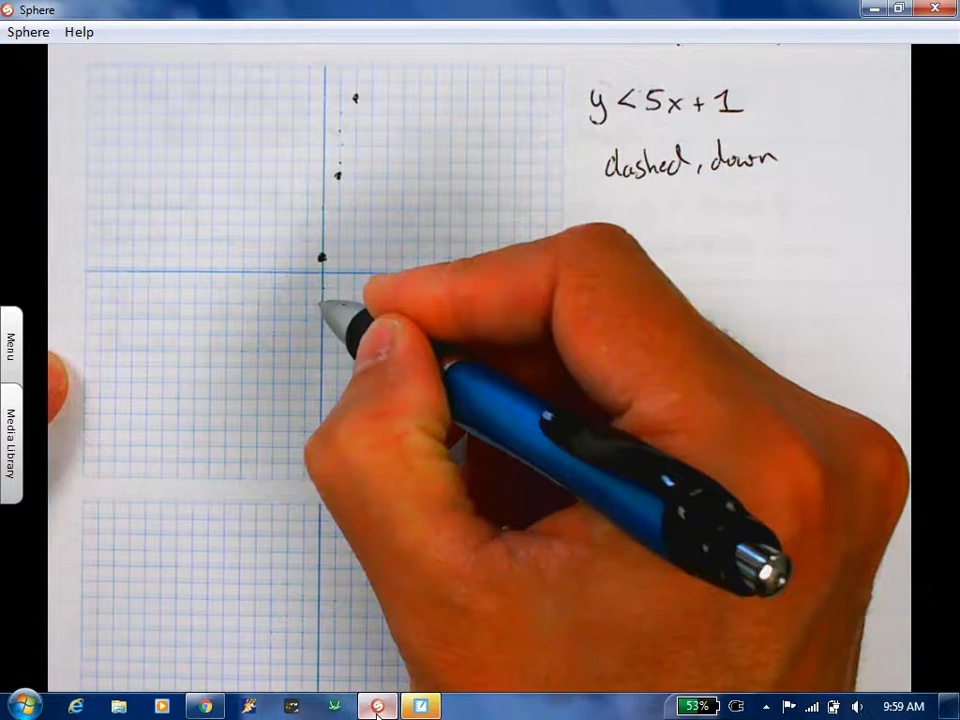 Sphere
Sphere Help
y < 5x + 1
dashed, down
Menu
Media Library
53%
9:59 AM